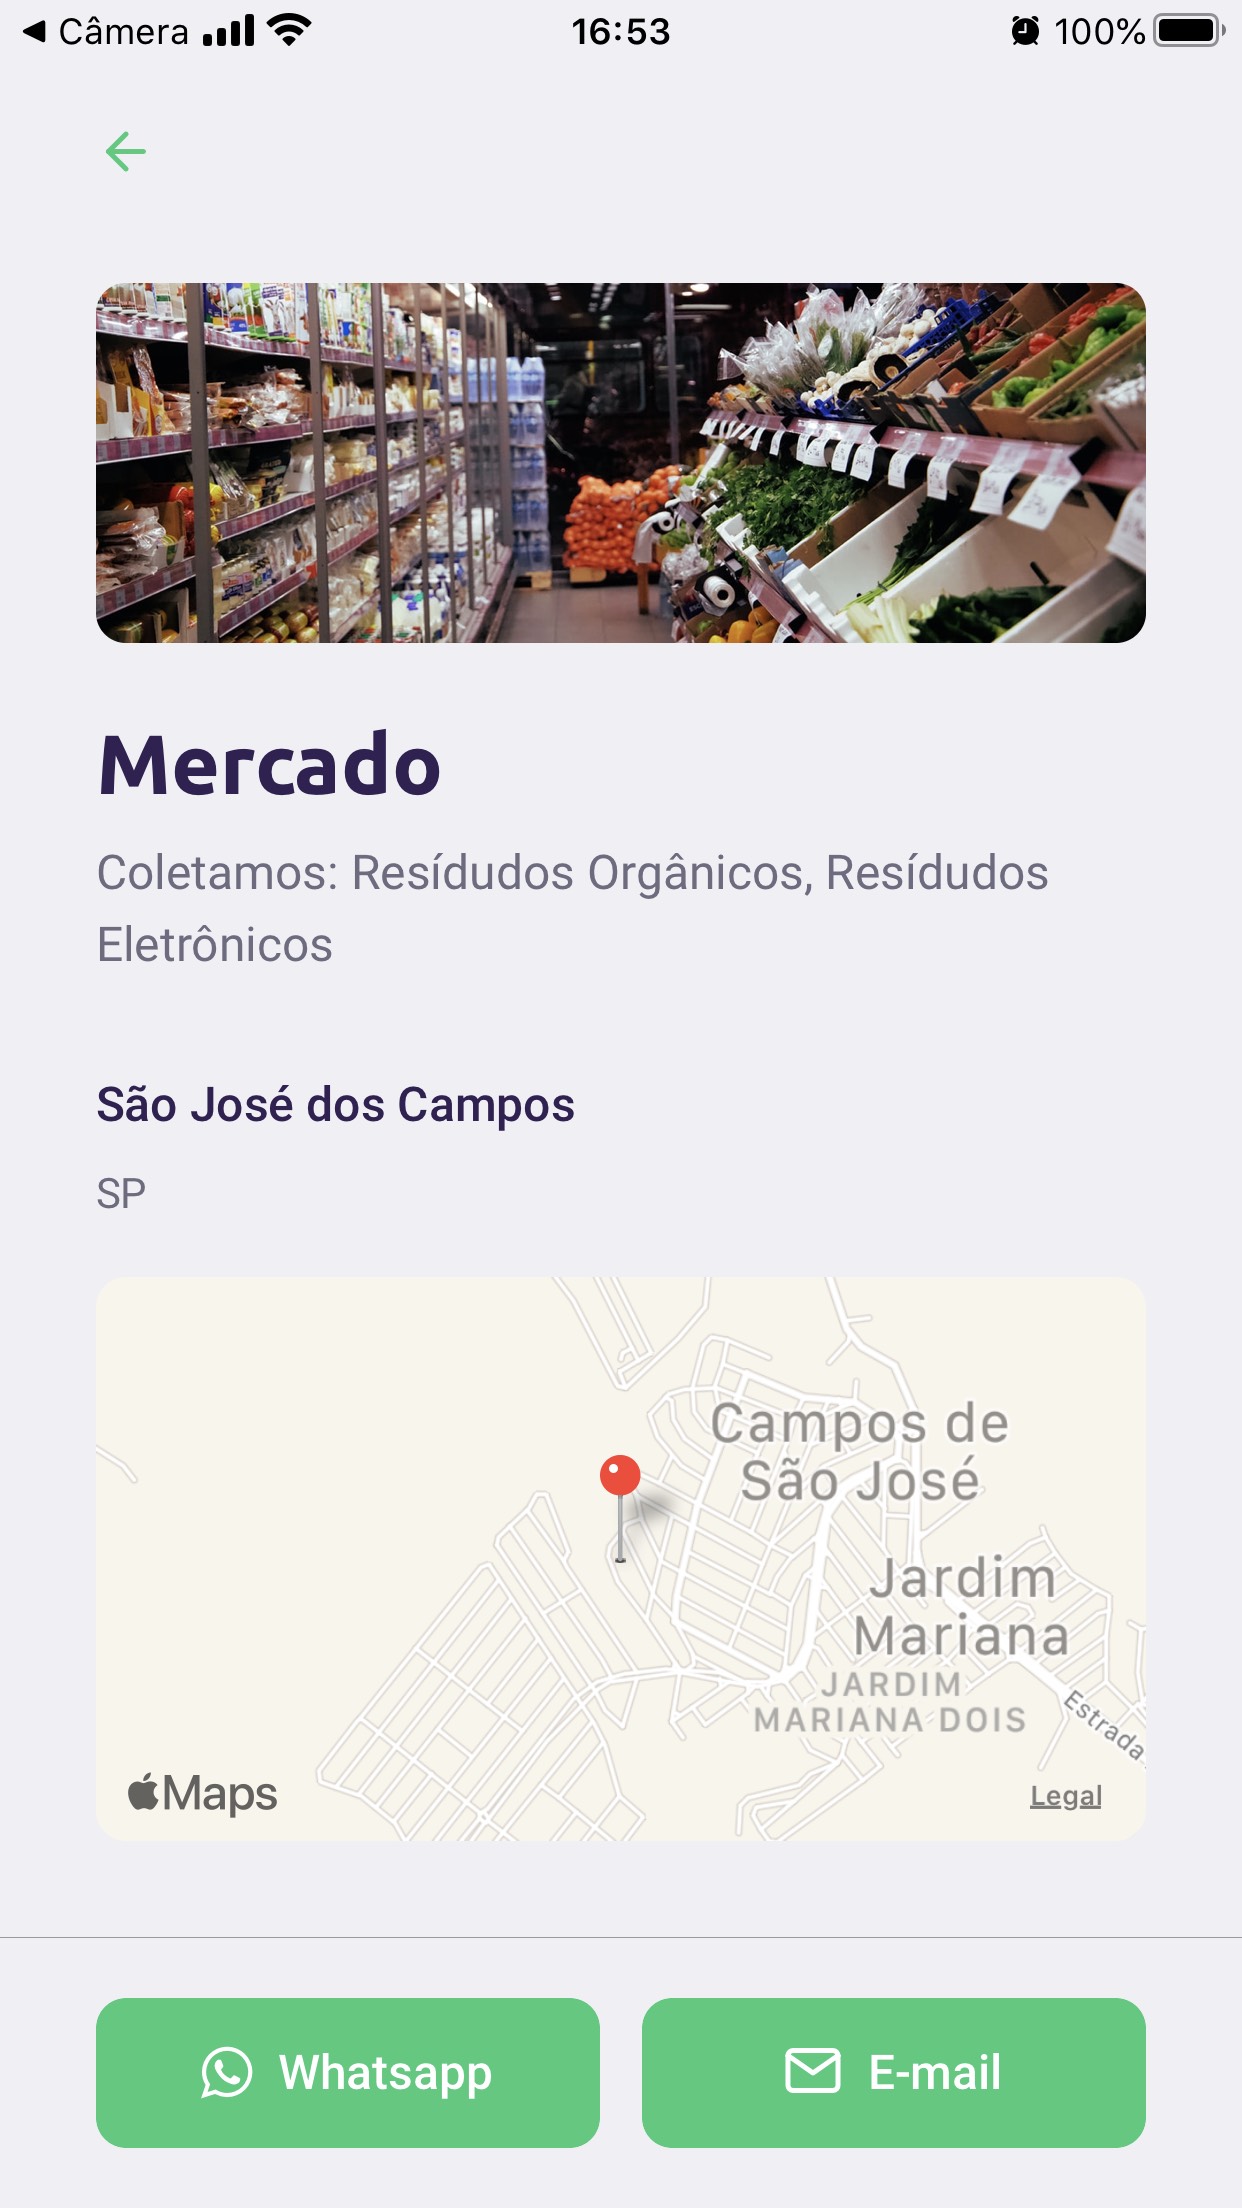 Câmera
16:53
100%
Mercado
Coletamos: Resídudos Orgânicos, Resídudos
Eletrônicos
São José dos Campos
SP
Campos de
São José
Jardim
Mariana
JARDIM
MARIANA DOIS
Estrada
Maps
Legal
Whatsapp
E-mail